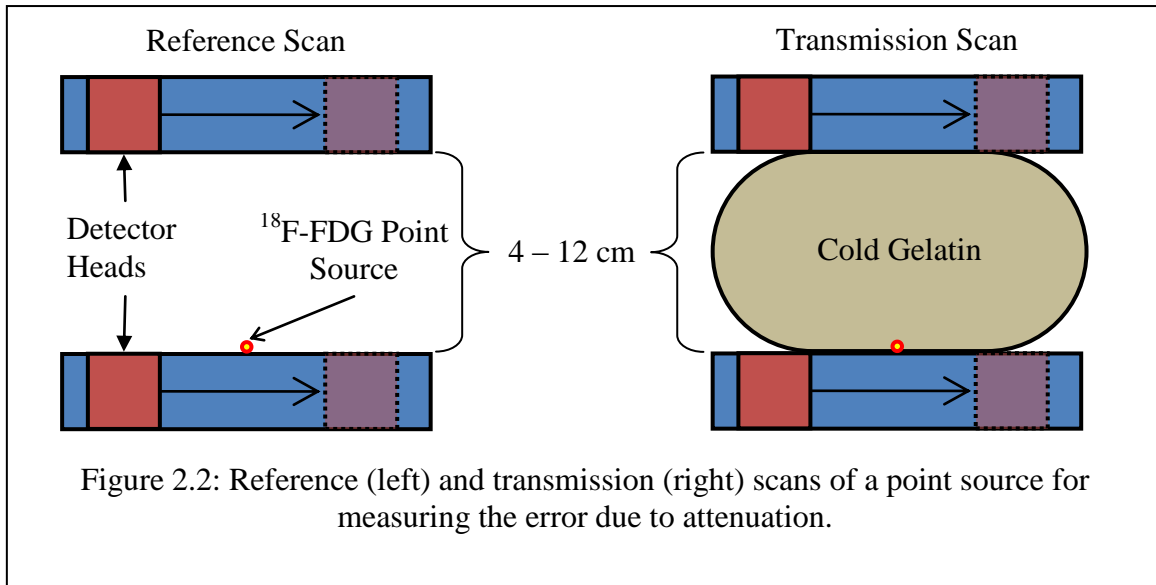 Reference Scan
Transmission Scan
Detector
Heads
¹⁸F-FDG Point
Source
4 – 12 cm
Cold Gelatin
Figure 2.2: Reference (left) and transmission (right) scans of a point source for
measuring the error due to attenuation.